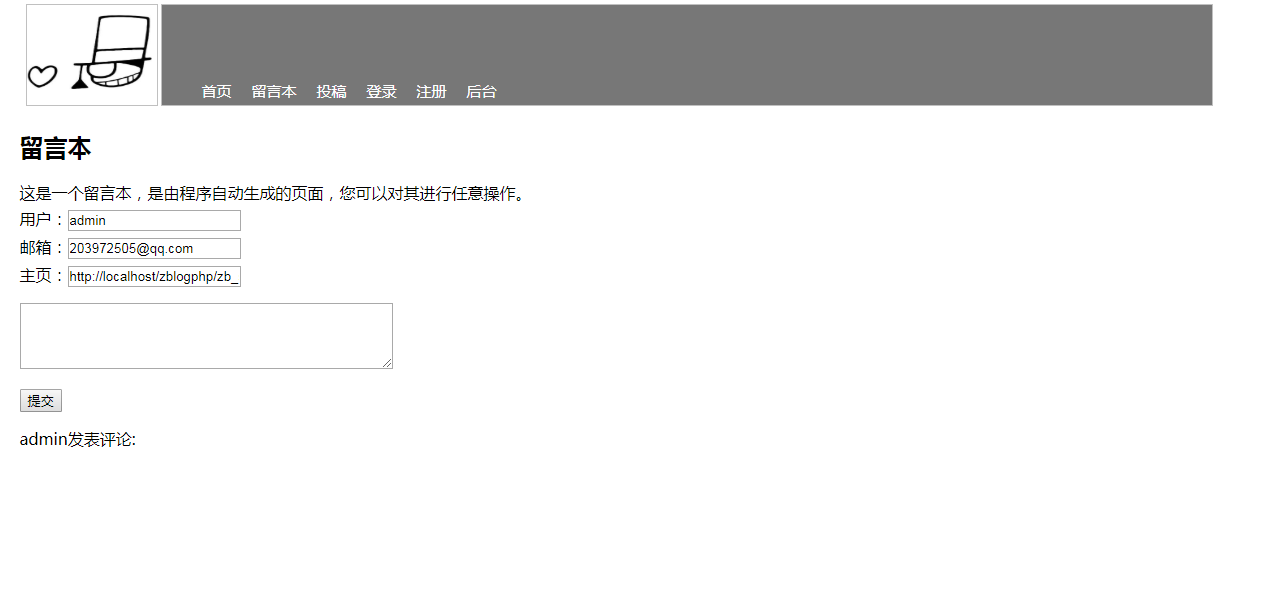 首页 留言本 投稿 登录 注册 后台
留言本
这是一个留言本，是由程序自动生成的页面，您可以对其进行任意操作。
用户：admin
邮箱：203972505@qq.com
主页：http://localhost/zblogphp/zb_
提交
admin发表评论: